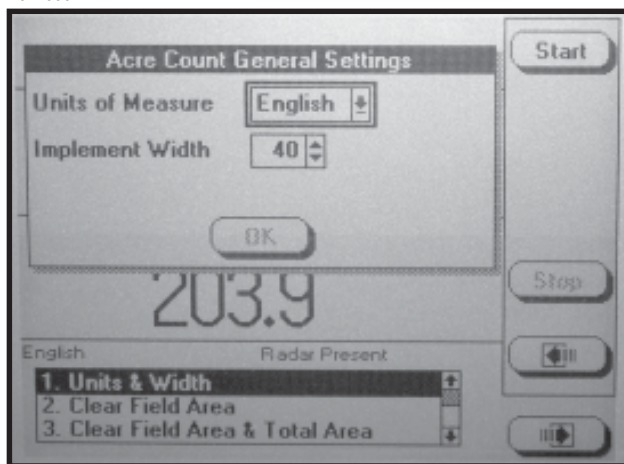 Acre Count General Settings
Units of Measure English
Implement Width 40
OK
203.9
English Radar Present
1. Units & Width
2. Clear Field Area
3. Clear Field Area & Total Area
Start
Stop